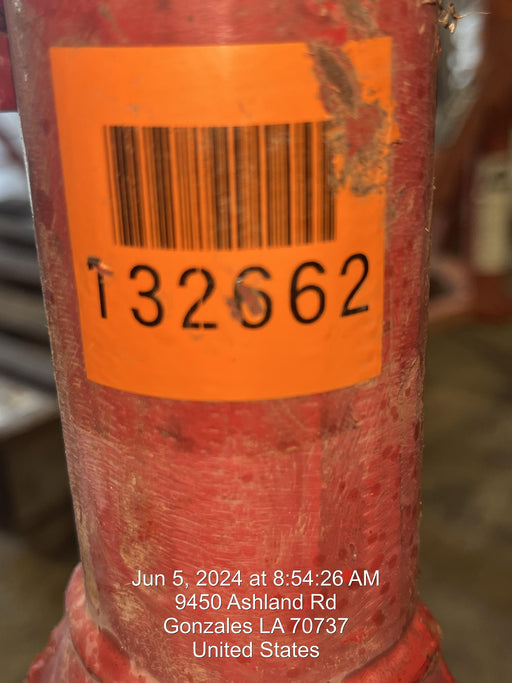 132662
Jun 5, 2024 at 8:54:26 AM
9450 Ashland Rd
Gonzales LA 70737
United States